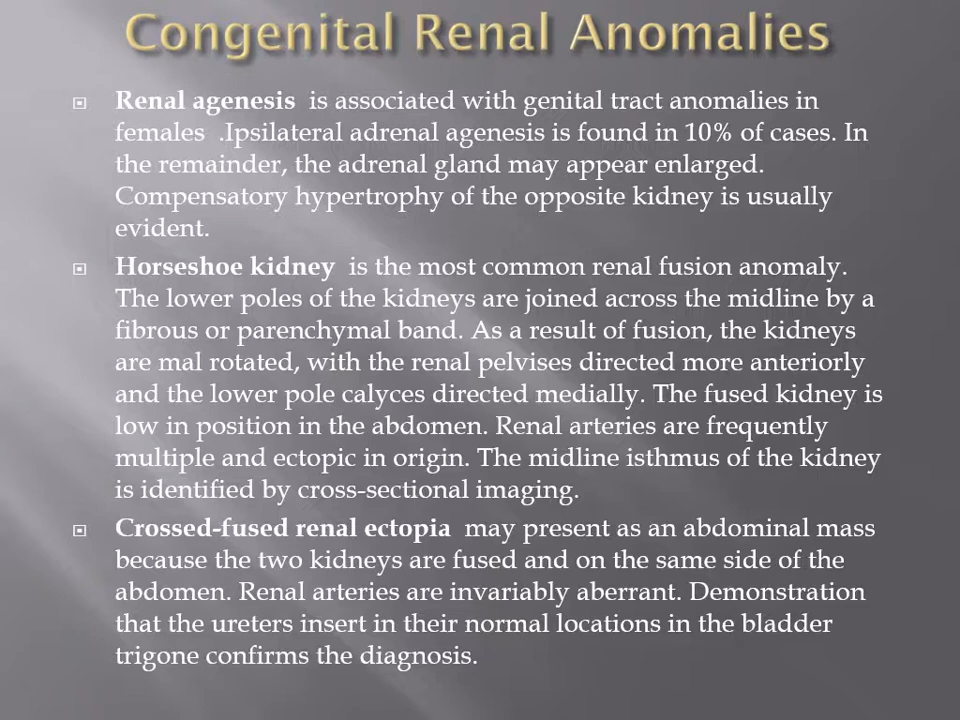 Congenital Renal Anomalies
Renal agenesis is associated with genital tract anomalies in
females .Ipsilateral adrenal agenesis is found in 10% of cases. In
the remainder, the adrenal gland may appear enlarged.
Compensatory hypertrophy of the opposite kidney is usually
evident.
Horseshoe kidney is the most common renal fusion anomaly.
The lower poles of the kidneys are joined across the midline by a
fibrous or parenchymal band. As a result of fusion, the kidneys
are mal rotated, with the renal pelvises directed more anteriorly
and the lower pole calyces directed medially. The fused kidney is
low in position in the abdomen. Renal arteries are frequently
multiple and ectopic in origin. The midline isthmus of the kidney
is identified by cross-sectional imaging.
Crossed-fused renal ectopia may present as an abdominal mass
because the two kidneys are fused and on the same side of the
abdomen. Renal arteries are invariably aberrant. Demonstration
that the ureters insert in their normal locations in the bladder
trigone confirms the diagnosis.